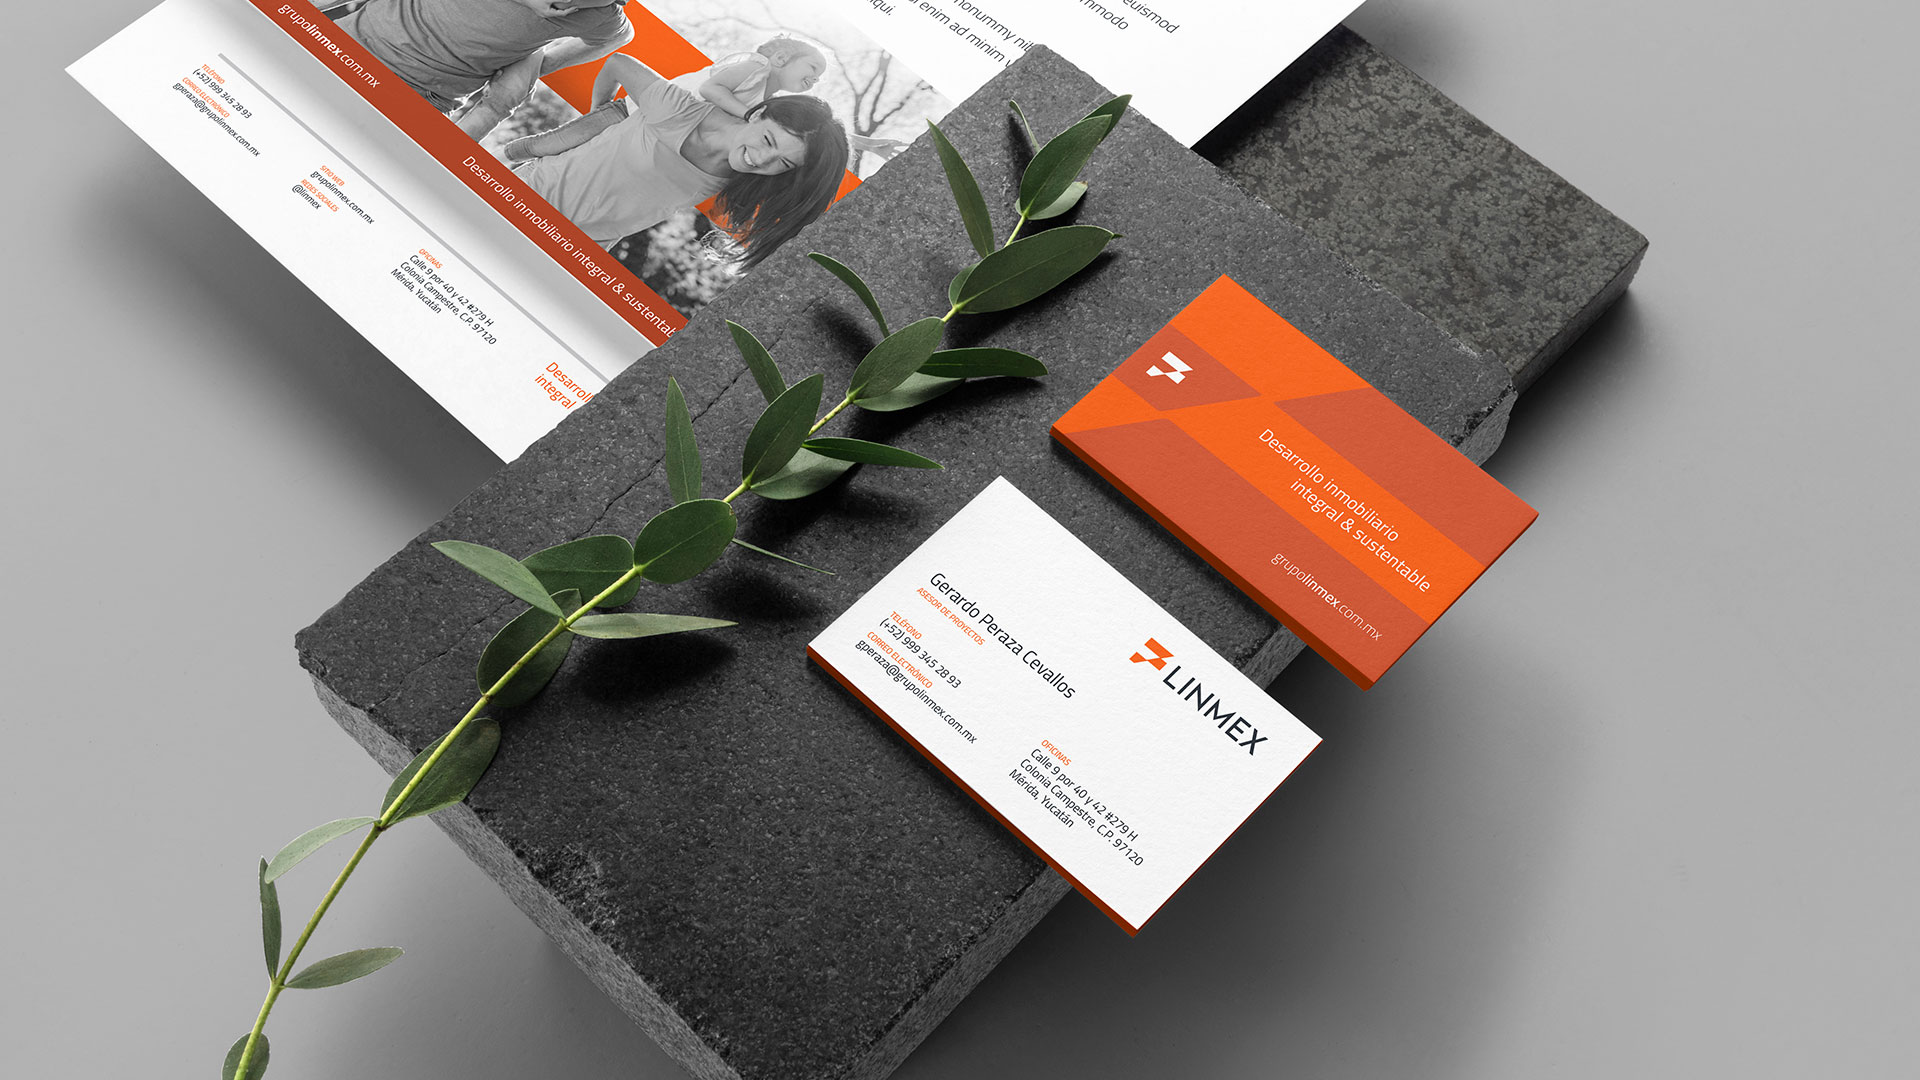 euismod
mmodo
nonummy nib
i enim ad minim v
qui.
grupolinmex.com.mx
Desarrollo inmobiliario integral & sustentab
TELÉFONO
(+52) 999 345 28 93
CORREO ELECTRÓNICO
gperaza@grupolinmex.com.mx
SITIO WEB
grupolinmex.com.mx
REDES SOCIALES
@linmex
OFICINAS
Calle 9 por 40 y 42 #279 H
Colonia Campestre, C.P. 97120
Mérida, Yucatán
Desarroll
integral
Desarrollo inmobiliario
integral & sustentable
grupolinmex.com.mx
Gerardo Peraza Cevallos
ASESOR DE PROYECTOS
TELÉFONO
(+52) 999 345 28 93
CORREO ELECTRÓNICO
gperaza@grupolinmex.com.mx
LINMEX
OFICINAS
Calle 9 por 40 y 42 #279 H
Colonia Campestre, C.P. 97120
Mérida, Yucatán